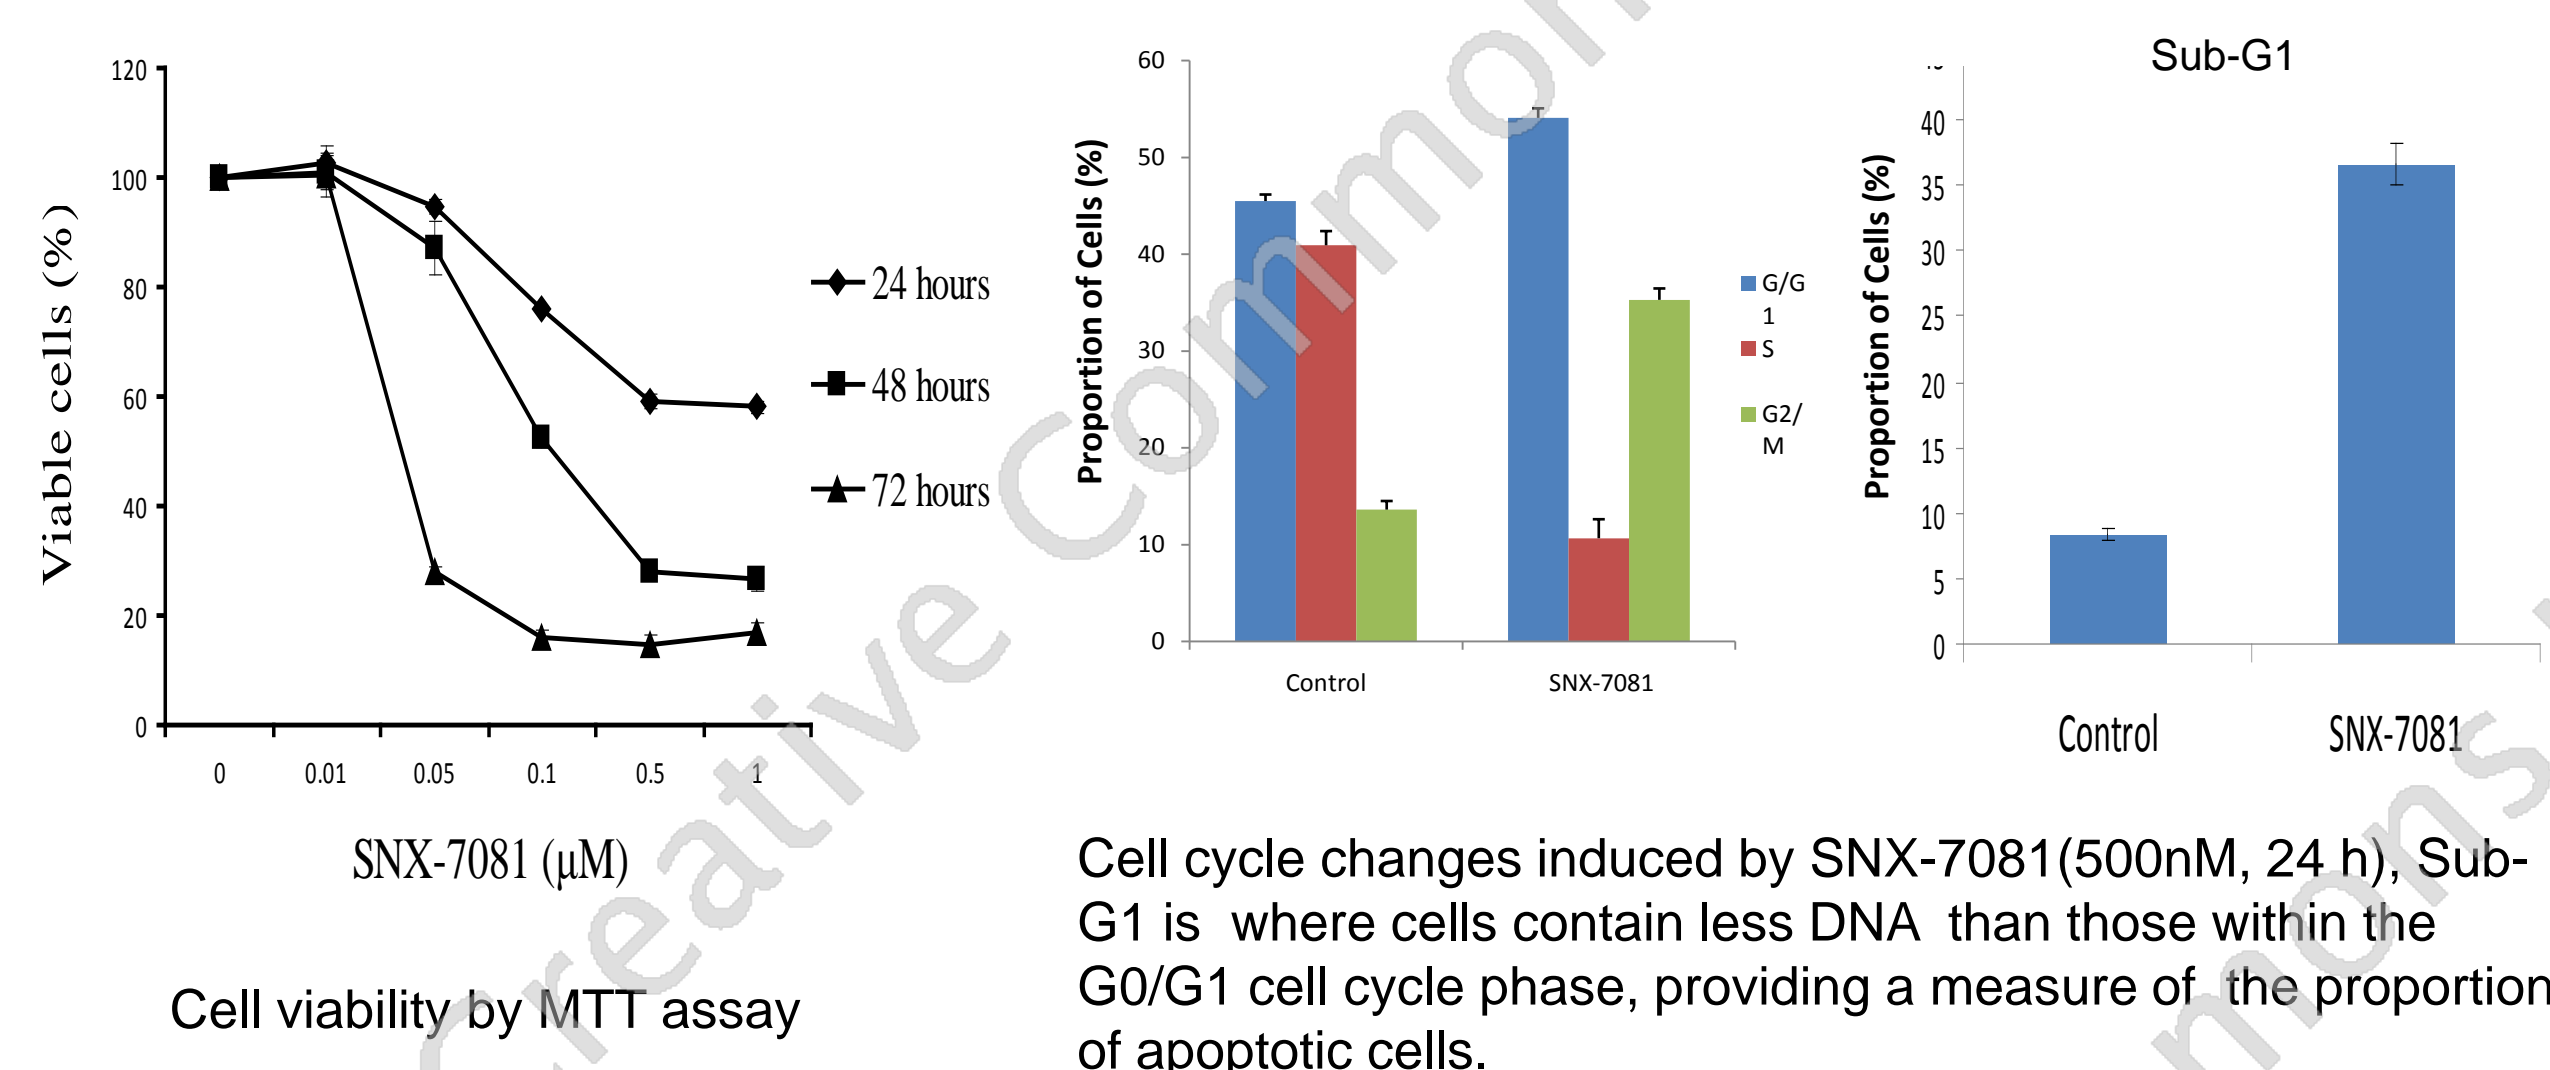 120
100
80
60
40
20
0
Viable cells (%)
0 0.01 0.05 0.1 0.5 1
SNX-7081 (μM)
24 hours
48 hours
72 hours
Cell viability by MTT assay
60
50
40
30
20
10
0
Proportion of Cells (%)
Control SNX-7081
G/G
1
S
G2/
M
Sub-G1
40
35
30
25
20
15
10
5
0
Proportion of Cells (%)
Control SNX-7081
Cell cycle changes induced by SNX-7081(500nM, 24 h), Sub-
G1 is where cells contain less DNA than those within the
G0/G1 cell cycle phase, providing a measure of the proportion
of apoptotic cells.
Creative Commons
mons